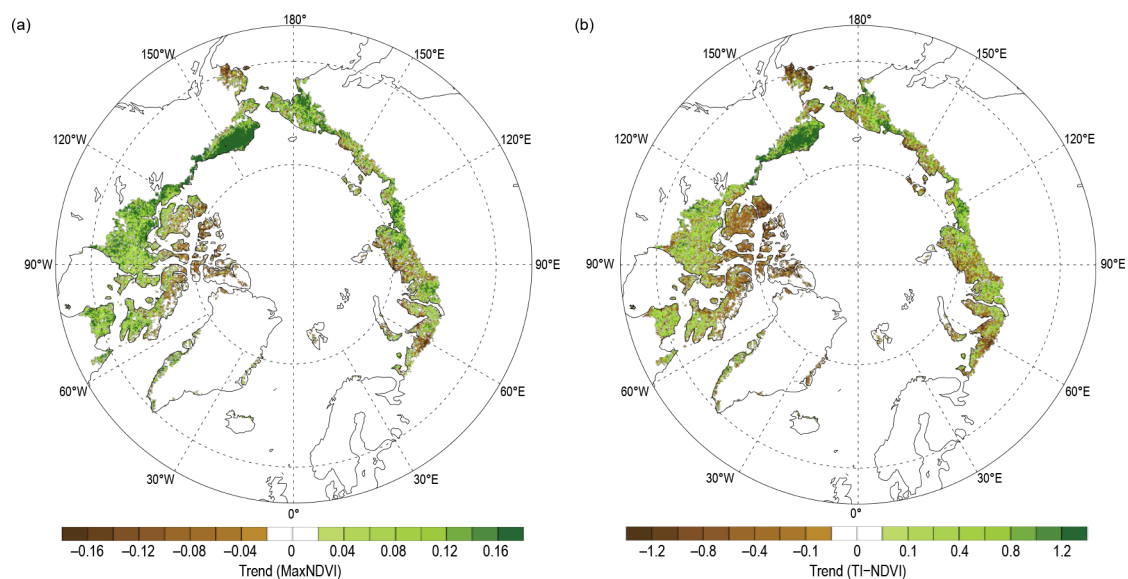 (a)
180°
150°W
150°E
120°W
120°E
90°W
90°E
60°W
60°E
30°W
30°E
0°
−0.16 −0.12 −0.08 −0.04 0 0.04 0.08 0.12 0.16
Trend (MaxNDVI)
(b)
180°
150°W
150°E
120°W
120°E
90°W
90°E
60°W
60°E
30°W
30°E
0°
−1.2 −0.8 −0.4 −0.1 0 0.1 0.4 0.8 1.2
Trend (TI−NDVI)